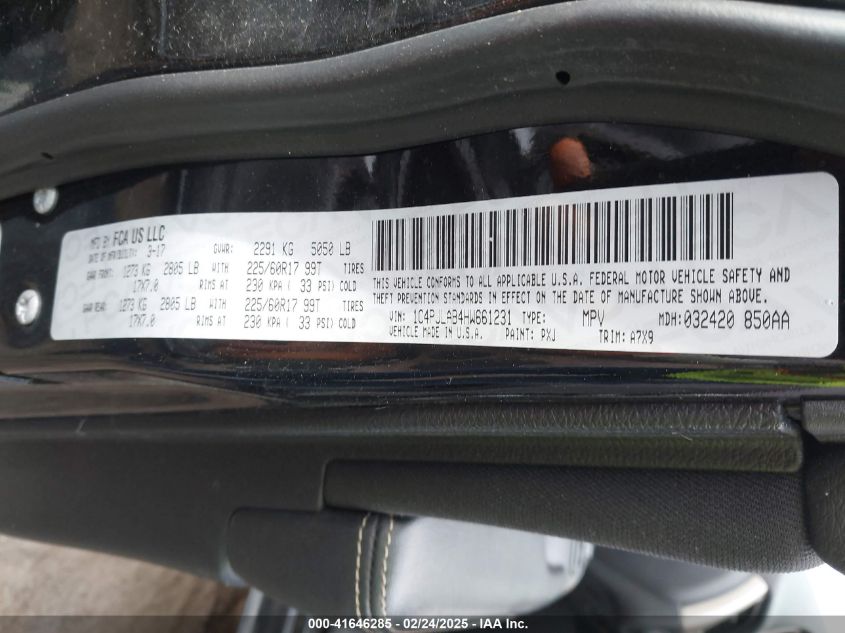 MFD BY FCA US LLC
DATE OF MFR 3-17 GVWR: 2291 KG 5050 LB
GAWR FRONT: 1273 KG 2805 LB WITH 225/60R17 99T TIRES
17X7.0 RIMS AT 230 KPA ( 33 PSI) COLD
GAWR REAR: 1273 KG 2805 LB WITH 225/60R17 99T TIRES
17X7.0 RIMS AT 230 KPA ( 33 PSI) COLD
THIS VEHICLE CONFORMS TO ALL APPLICABLE U.S.A. FEDERAL MOTOR VEHICLE SAFETY AND
THEFT PREVENTION STANDARDS IN EFFECT ON THE DATE OF MANUFACTURE SHOWN ABOVE.
VIN: 1C4PJLAB4HW661231 TYPE: MPV MDH: 032420 850AA
VEHICLE MADE IN U.S.A. PAINT: PXJ TRIM: A7X9
000-41646285 - 02/24/2025 - IAA Inc.